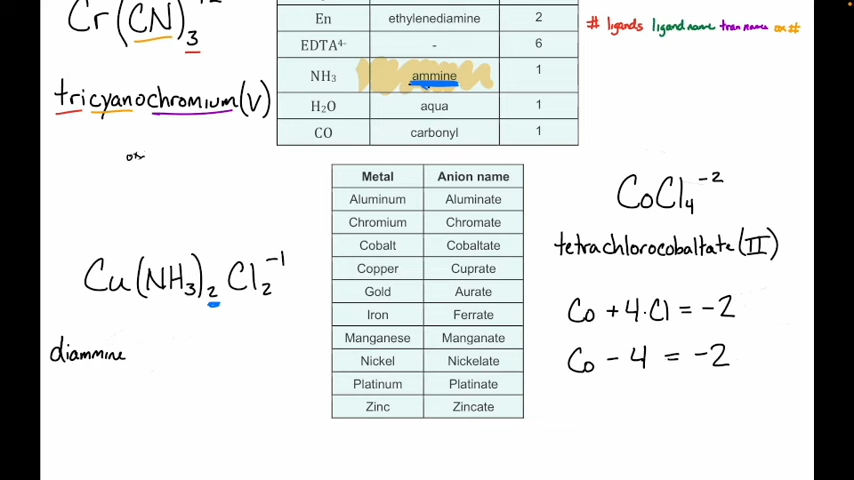 Cr(CN)₃⁺²
tricyanochromium(V)
ox
En ethylenediamine 2
EDTA⁴⁻ - 6
NH₃ ammine 1
H₂O aqua 1
CO carbonyl 1
# ligands ligand name tran name ox #
Metal Anion name
Aluminum Aluminate
Chromium Chromate
Cobalt Cobaltate
Copper Cuprate
Gold Aurate
Iron Ferrate
Manganese Manganate
Nickel Nickelate
Platinum Platinate
Zinc Zincate
Cu(NH₃)₂Cl₂⁻¹
diammine
CoCl₄⁻²
tetrachlorocobaltate(II)
Co + 4·Cl = -2
Co - 4 = -2